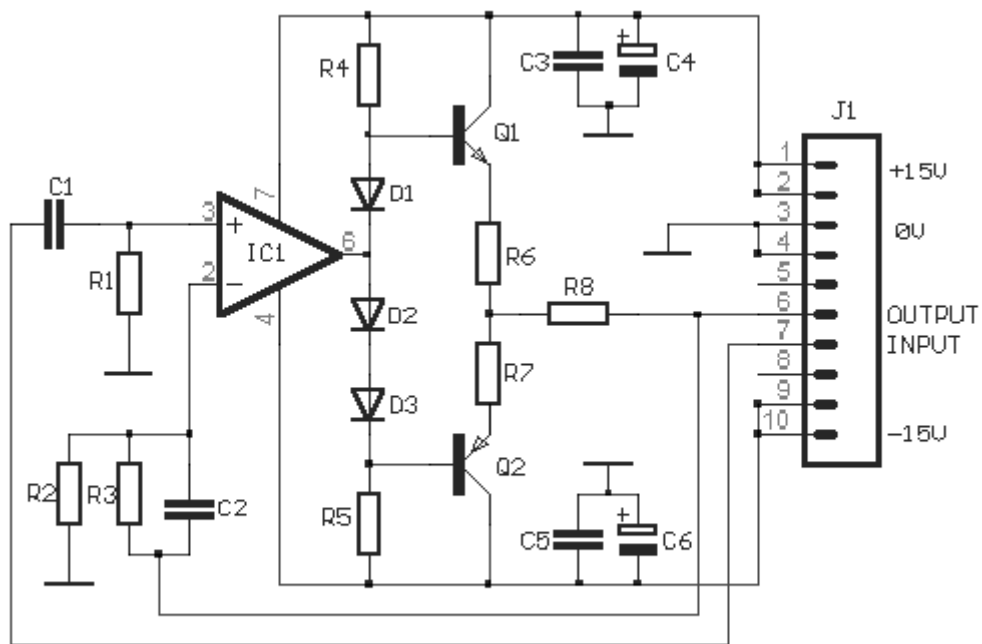 R4
C3
+
C4
J1
Q1
1
+15V
C1
7
D1
2
3
+
IC1
6
3
0V
4
R1
2
−
R6
R8
5
4
D2
6
OUTPUT
7
INPUT
R7
8
D3
9
10
-15V
Q2
R2
R3
C2
R5
C5
+
C6